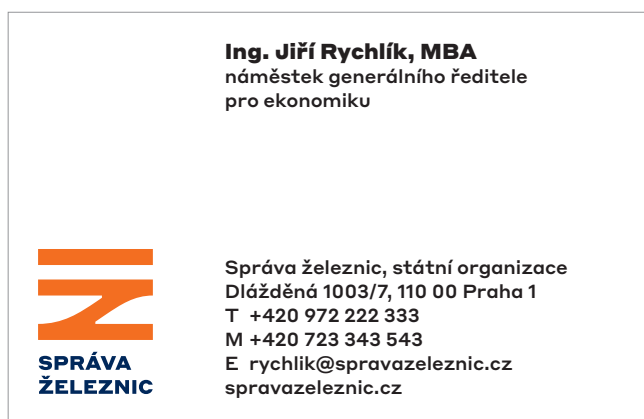 Ing. Jiří Rychlík, MBA
náměstek generálního ředitele
pro ekonomiku
SPRÁVA
ŽELEZNIC
Správa železnic, státní organizace
Dlážděná 1003/7, 110 00 Praha 1
T +420 972 222 333
M +420 723 343 543
E rychlik@spravazeleznic.cz
spravazeleznic.cz